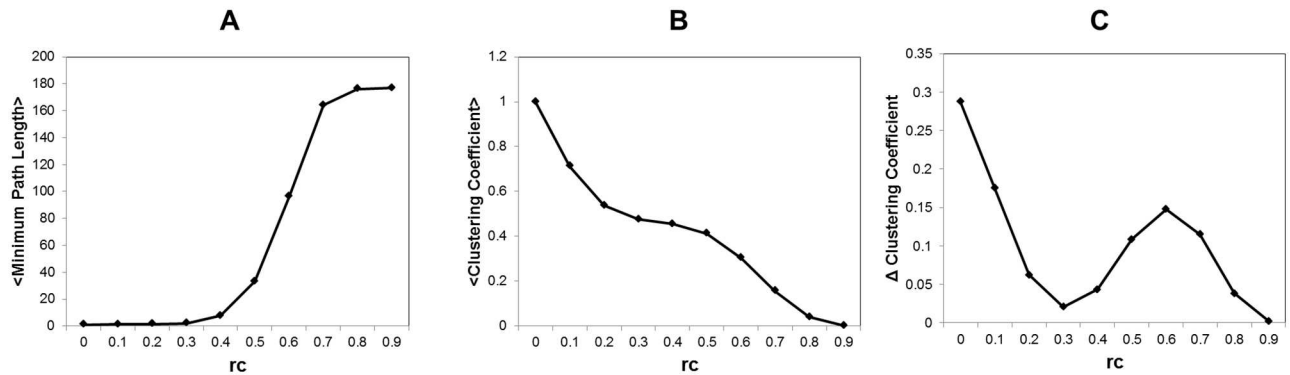 A
<Minimum Path Length>
200
180
160
140
120
100
80
60
40
20
0
0 0.1 0.2 0.3 0.4 0.5 0.6 0.7 0.8 0.9
rc
B
<Clustering Coefficient>
1.2
1
0.8
0.6
0.4
0.2
0
0 0.1 0.2 0.3 0.4 0.5 0.6 0.7 0.8 0.9
rc
C
Δ Clustering Coefficient
0.35
0.3
0.25
0.2
0.15
0.1
0.05
0
0 0.1 0.2 0.3 0.4 0.5 0.6 0.7 0.8 0.9
rc